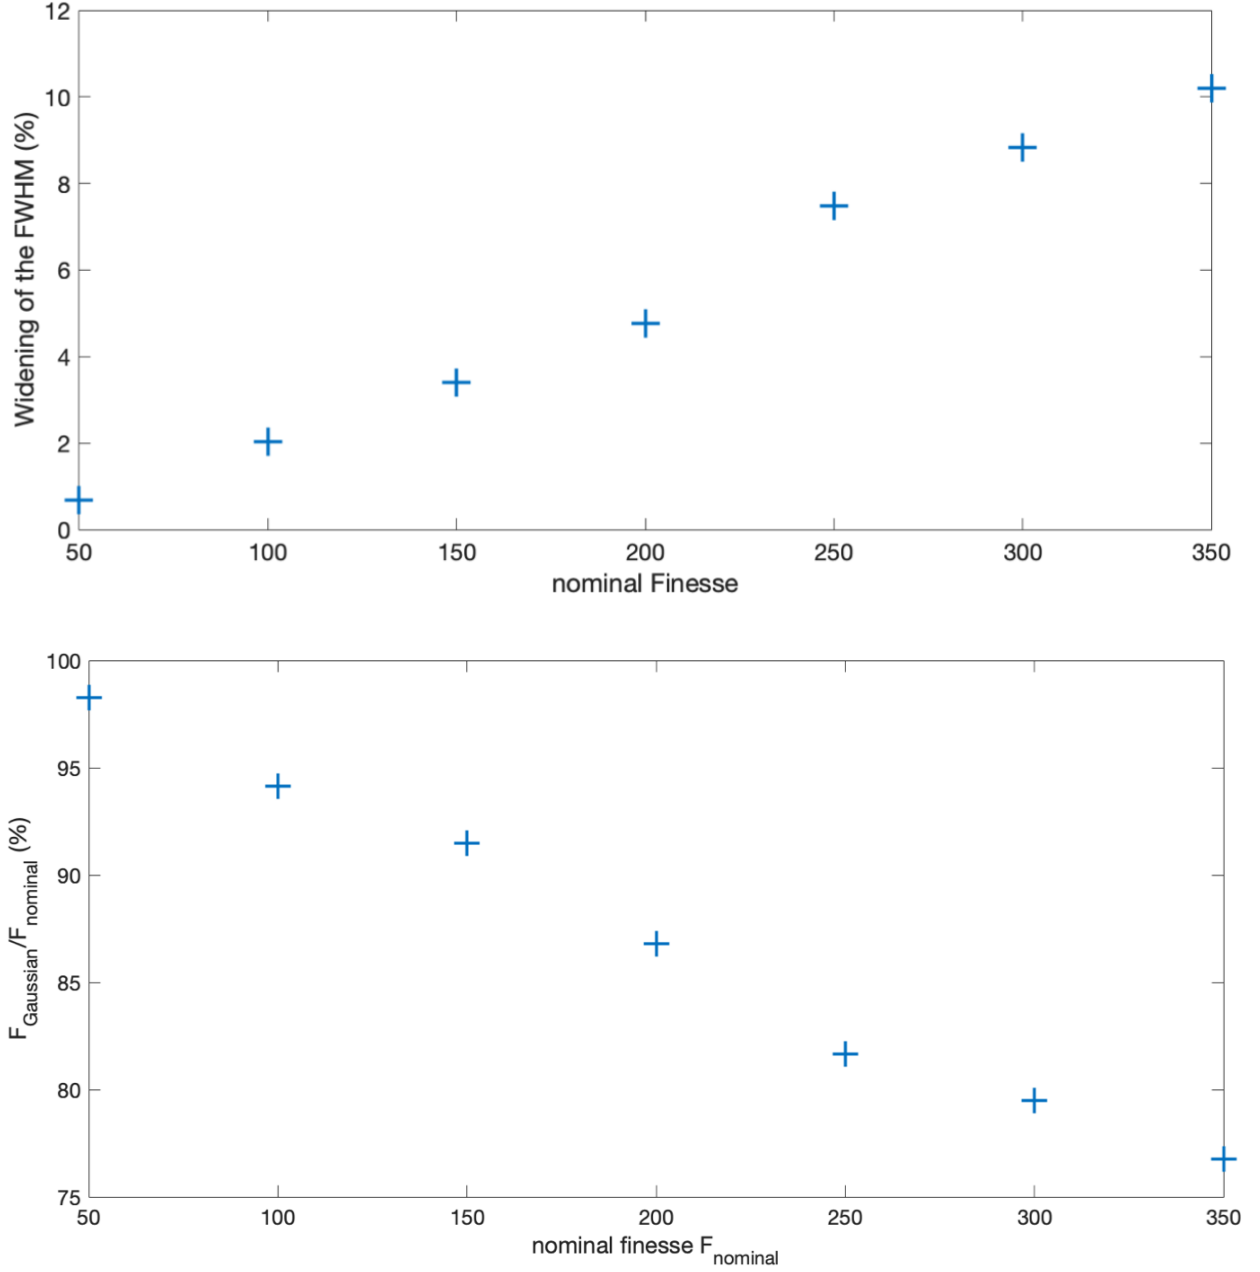 12
10
8
6
4
2
0
Widening of the FWHM (%)
50 100 150 200 250 300 350
nominal Finesse
100
95
90
85
80
75
F_Gaussian/F_nominal (%)
50 100 150 200 250 300 350
nominal finesse F_nominal